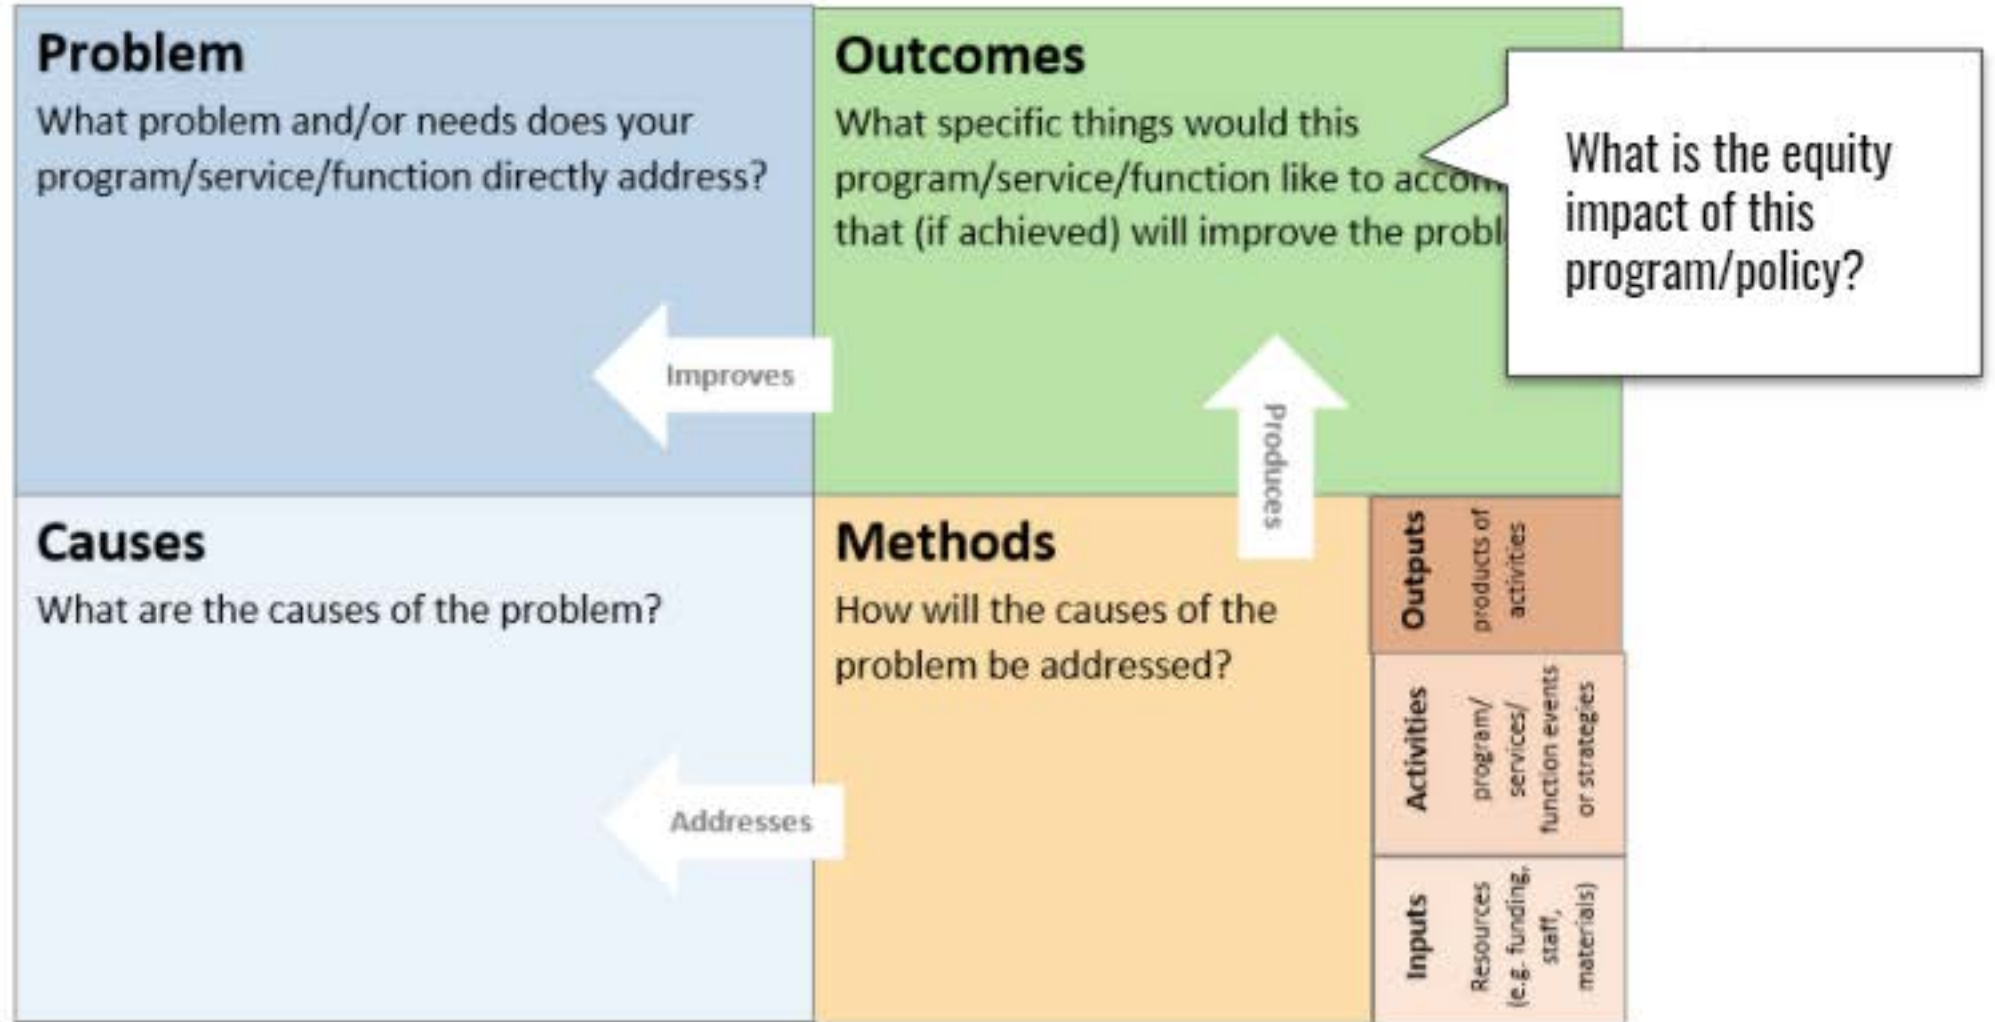 Problem
What problem and/or needs does your
program/service/function directly address?
Outcomes
What specific things would this
program/service/function like to accom
that (if achieved) will improve the probl
What is the equity
impact of this
program/policy?
Improves
Produces
Causes
What are the causes of the problem?
Methods
How will the causes of the
problem be addressed?
Addresses
Outputs
products of
activities
Activities
program/
services/
function events
or strategies
Inputs
Resources
(e.g. funding,
staff,
materials)